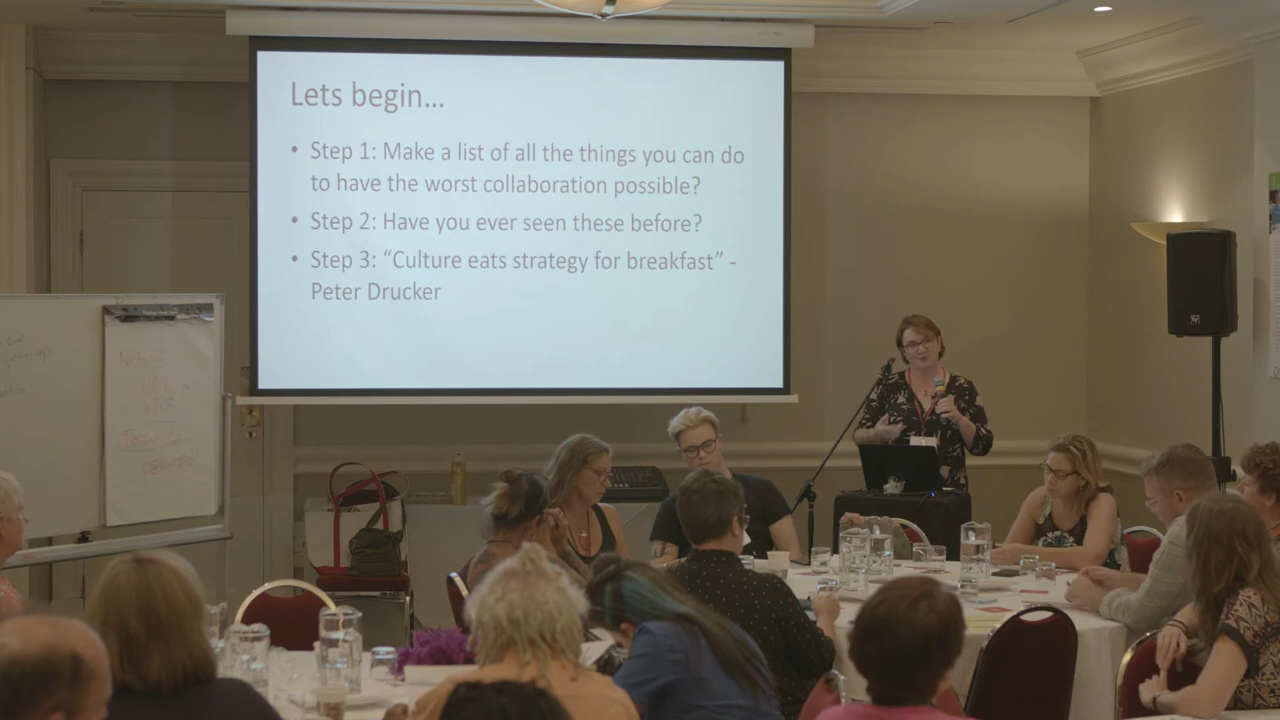 Lets begin...
• Step 1: Make a list of all the things you can do
to have the worst collaboration possible?
• Step 2: Have you ever seen these before?
• Step 3: “Culture eats strategy for breakfast” -
Peter Drucker